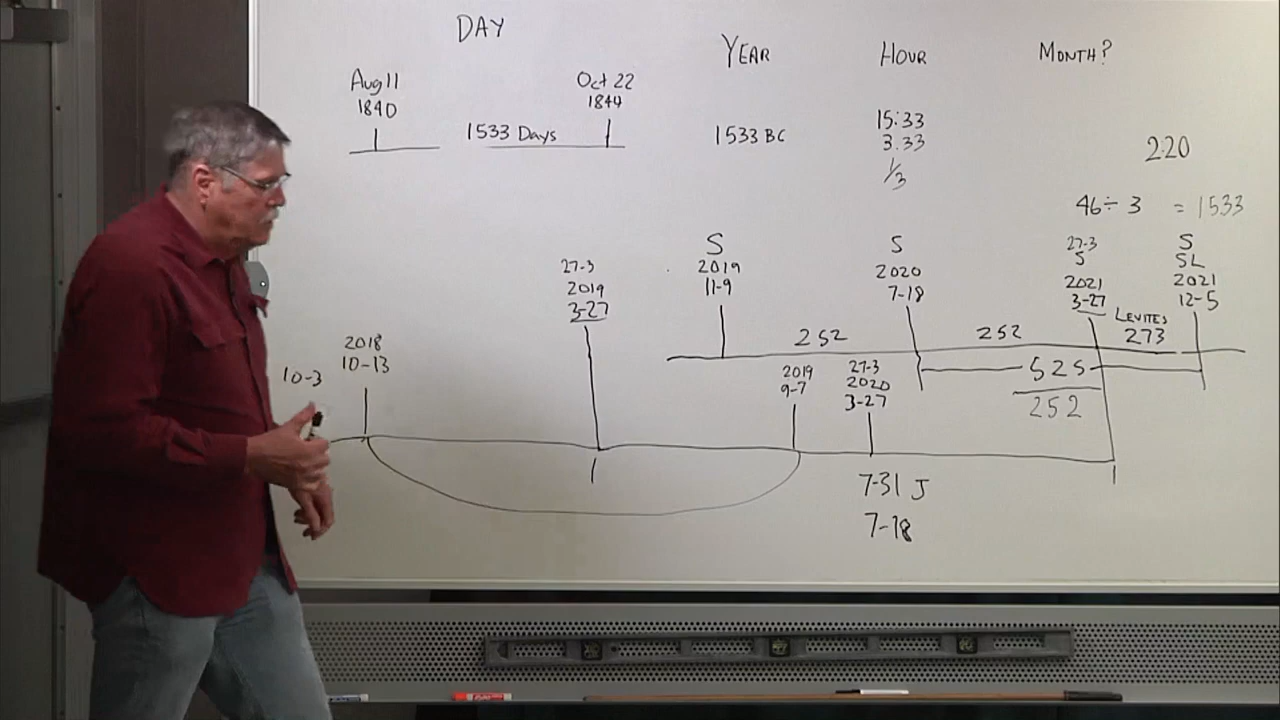 DAY
YEAR
HOUR
MONTH?
Aug 11
1840
1533 Days
Oct 22
1844
1533 BC
15:33
3.33
1/3
220
46÷3 = 1533
27-3
2019
3-27
S
2019
11-9
S
2020
7-18
27-3
S
2021
3-27
S
SL
2021
12-5
252
252
LEVITES
273
525
252
10-3
2018
10-13
2019
9-7
27-3
2020
3-27
7-31 J
7-18